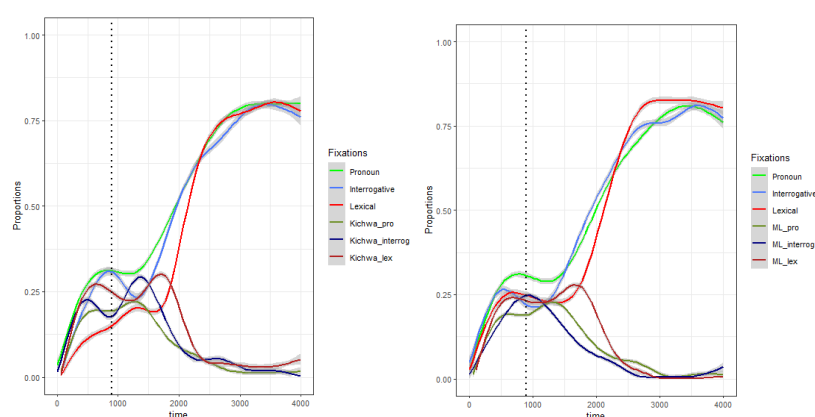 1.00
0.75
0.50
0.25
0.00
Proportions
0
1000
2000
3000
4000
time
Fixations
Pronoun
Interrogative
Lexical
Kichwa_pro
Kichwa_interrog
Kichwa_lex
1.00
0.75
0.50
0.25
0.00
Proportions
0
1000
2000
3000
4000
time
Fixations
Pronoun
Interrogative
Lexical
ML_pro
ML_interrog
ML_lex